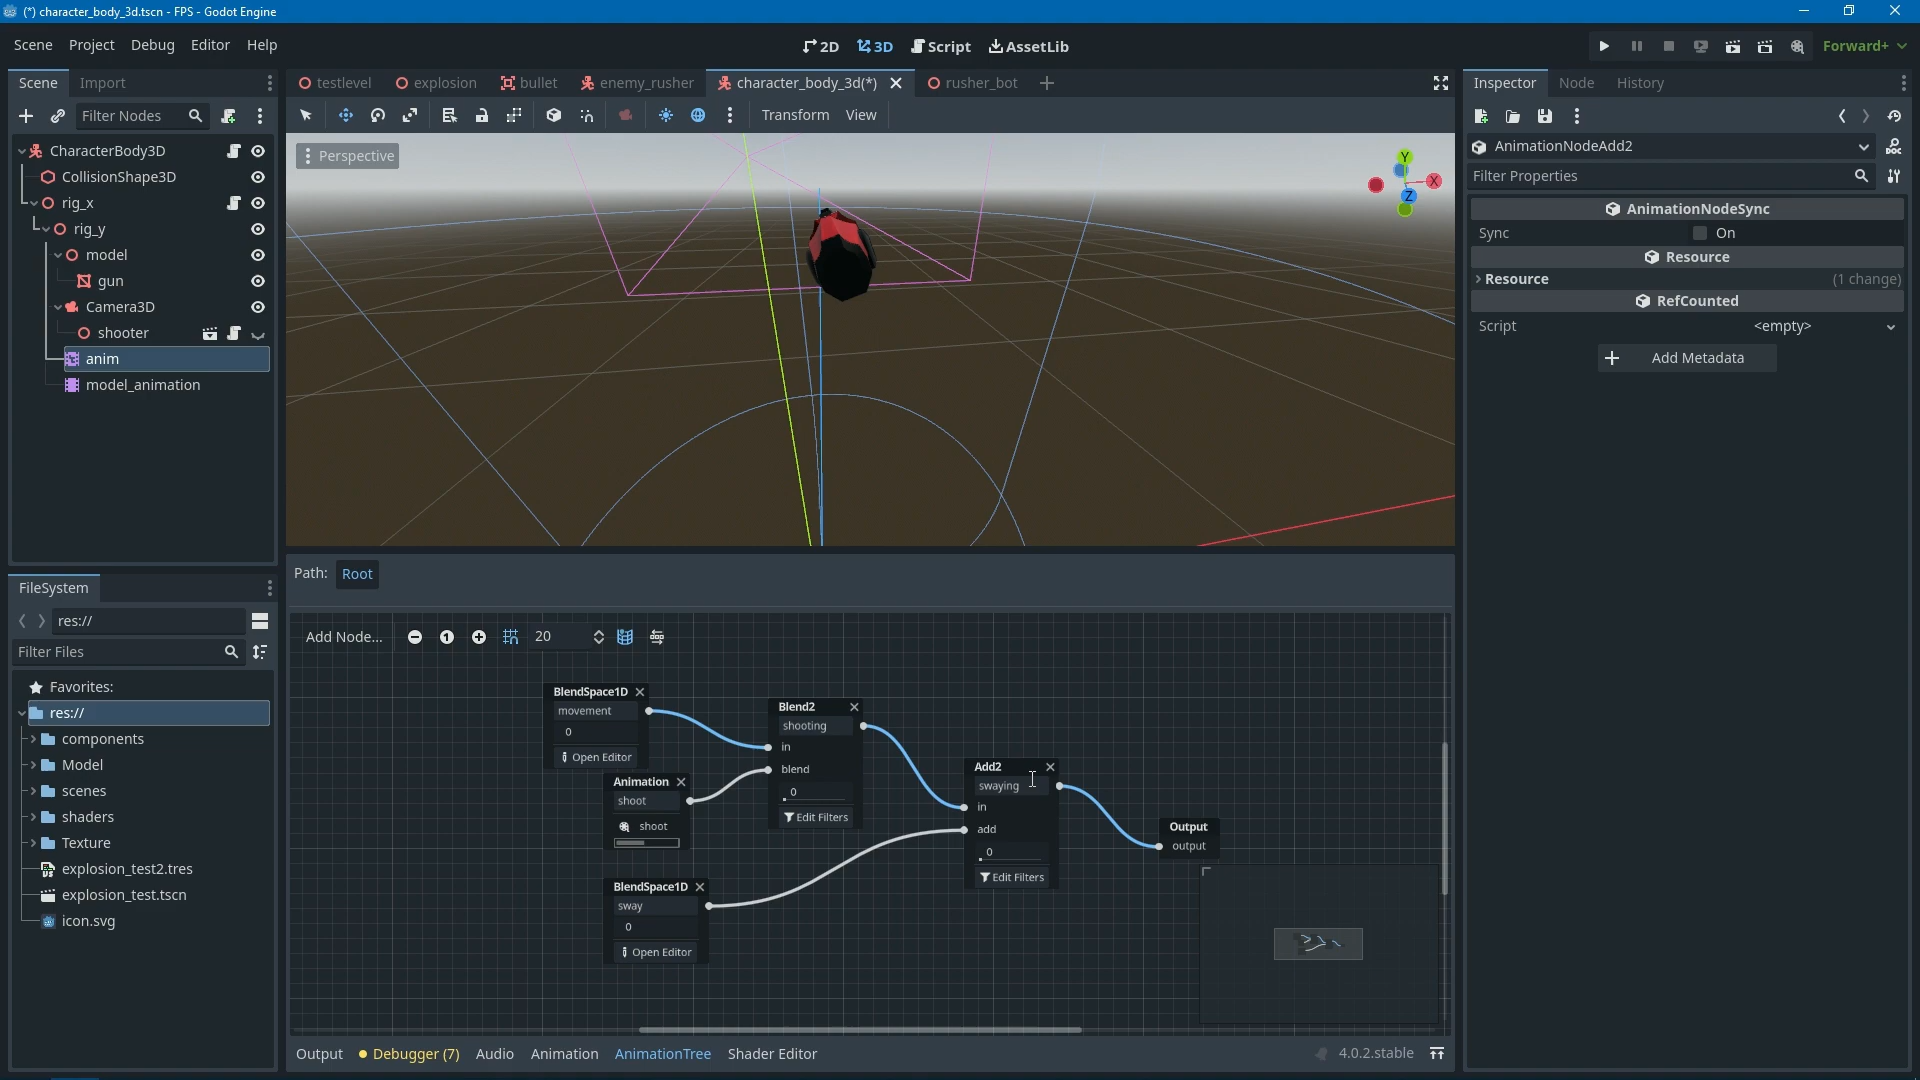 (*) character_body_3d.tscn - FPS - Godot Engine
Scene Project Debug Editor Help
2D 3D Script AssetLib
Forward+
Scene Import
testlevel explosion bullet enemy_rusher character_body_3d(*) rusher_bot
Inspector Node History
Filter Nodes
Transform View
CharacterBody3D
CollisionShape3D
rig_x
rig_y
model
gun
Camera3D
shooter
anim
model_animation
Perspective
Y
X
Z
AnimationNodeAdd2
Filter Properties
AnimationNodeSync
Sync On
Resource
Resource (1 change)
RefCounted
Script <empty>
Add Metadata
FileSystem
res://
Filter Files
Favorites:
res://
components
Model
scenes
shaders
Texture
explosion_test2.tres
explosion_test.tscn
icon.svg
Path: Root
Add Node... 1 20
BlendSpace1D
movement
0
Open Editor
Animation
shoot
shoot
BlendSpace1D
sway
0
Open Editor
Blend2
shooting
in
blend
0
Edit Filters
Add2
swaying
in
add
0
Edit Filters
Output
output
Output Debugger (7) Audio Animation AnimationTree Shader Editor
4.0.2.stable